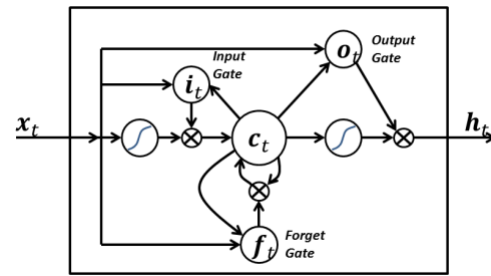 Input
Gate
i_t
o_t
Output
Gate
x_t
c_t
h_t
f_t
Forget
Gate